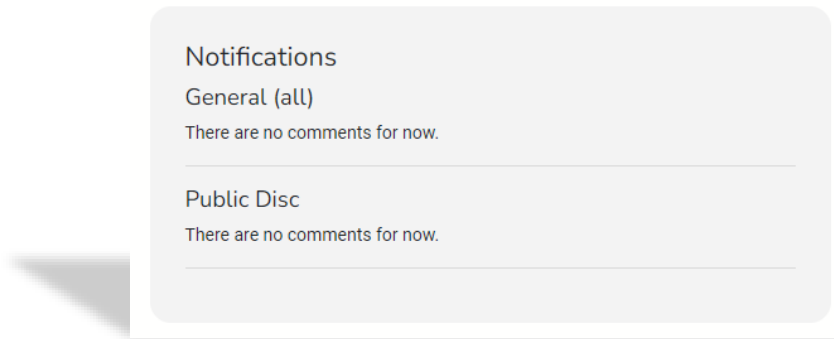 Notifications
General (all)
There are no comments for now.
Public Disc
There are no comments for now.